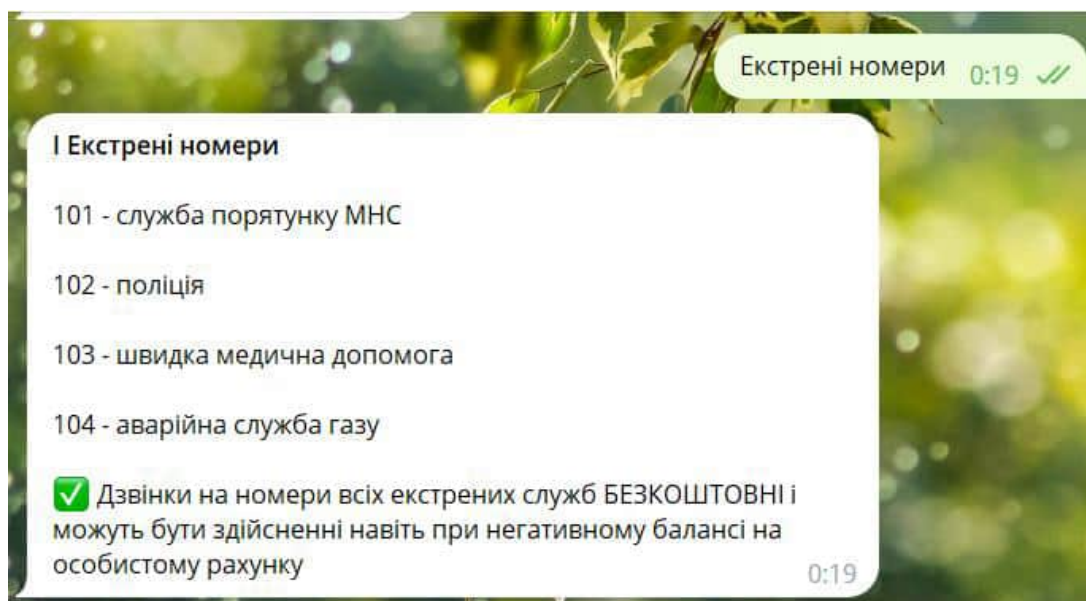 Екстрені номери 0:19
І Екстрені номери
101 - служба порятунку МНС
102 - поліція
103 - швидка медична допомога
104 - аварійна служба газу
✅ Дзвінки на номери всіх екстрених служб БЕЗКОШТОВНІ і
можуть бути здійсненні навіть при негативному балансі на
особистому рахунку
0:19